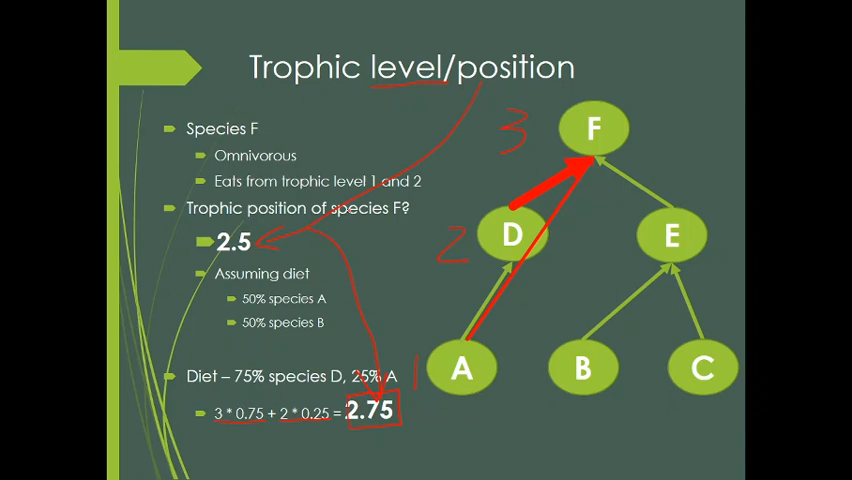 Trophic level/position
Species F
Omnivorous
Eats from trophic level 1 and 2
Trophic position of species F?
2.5
Assuming diet
50% species A
50% species B
Diet – 75% species D, 25% A
3 * 0.75 + 2 * 0.25 = 2.75
3
F
2
D
E
1
A
B
C